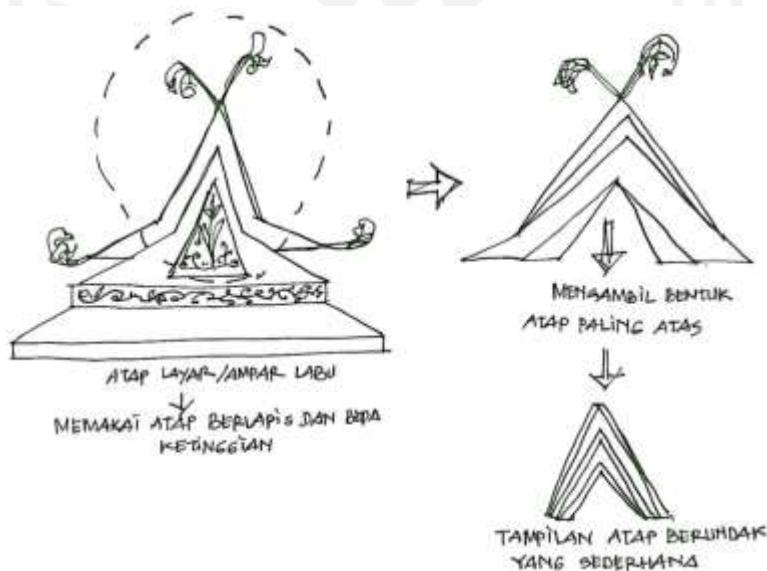 ATAP LAYAR/AMPAR LABU
MEMAKAI ATAP BERLAPIS DAN BEDA
KETINGGIAN
MENGAMBIL BENTUK
ATAP PALING ATAS
TAMPILAN ATAP BERUNDAK
YANG SEDERHANA